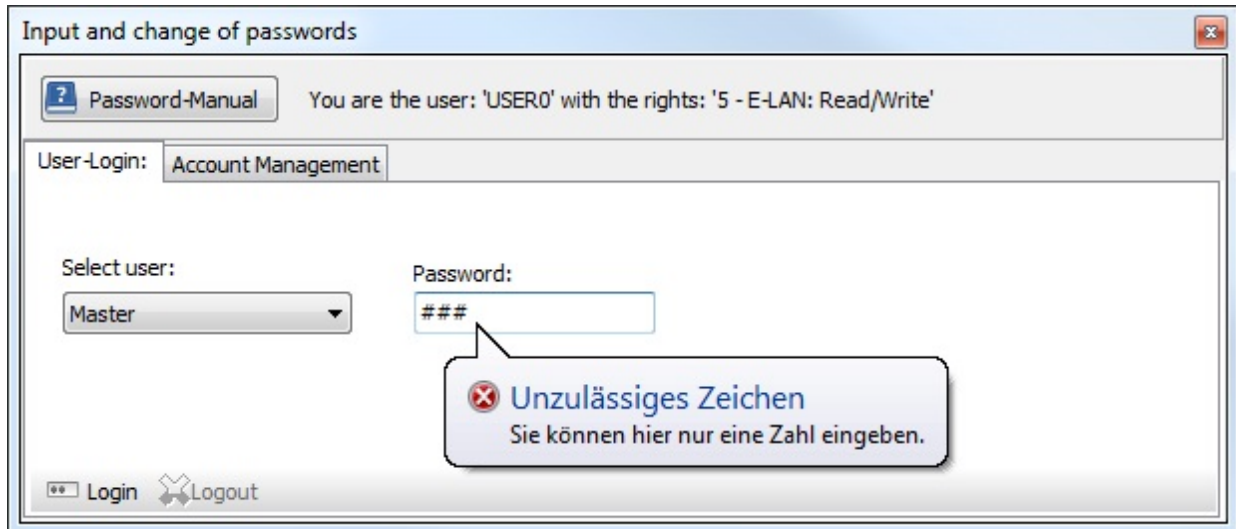 Input and change of passwords
Password-Manual
You are the user: 'USER0' with the rights: '5 - E-LAN: Read/Write'
User-Login:
Account Management
Select user:
Password:
Master
###
Unzulässiges Zeichen
Sie können hier nur eine Zahl eingeben.
Login
Logout